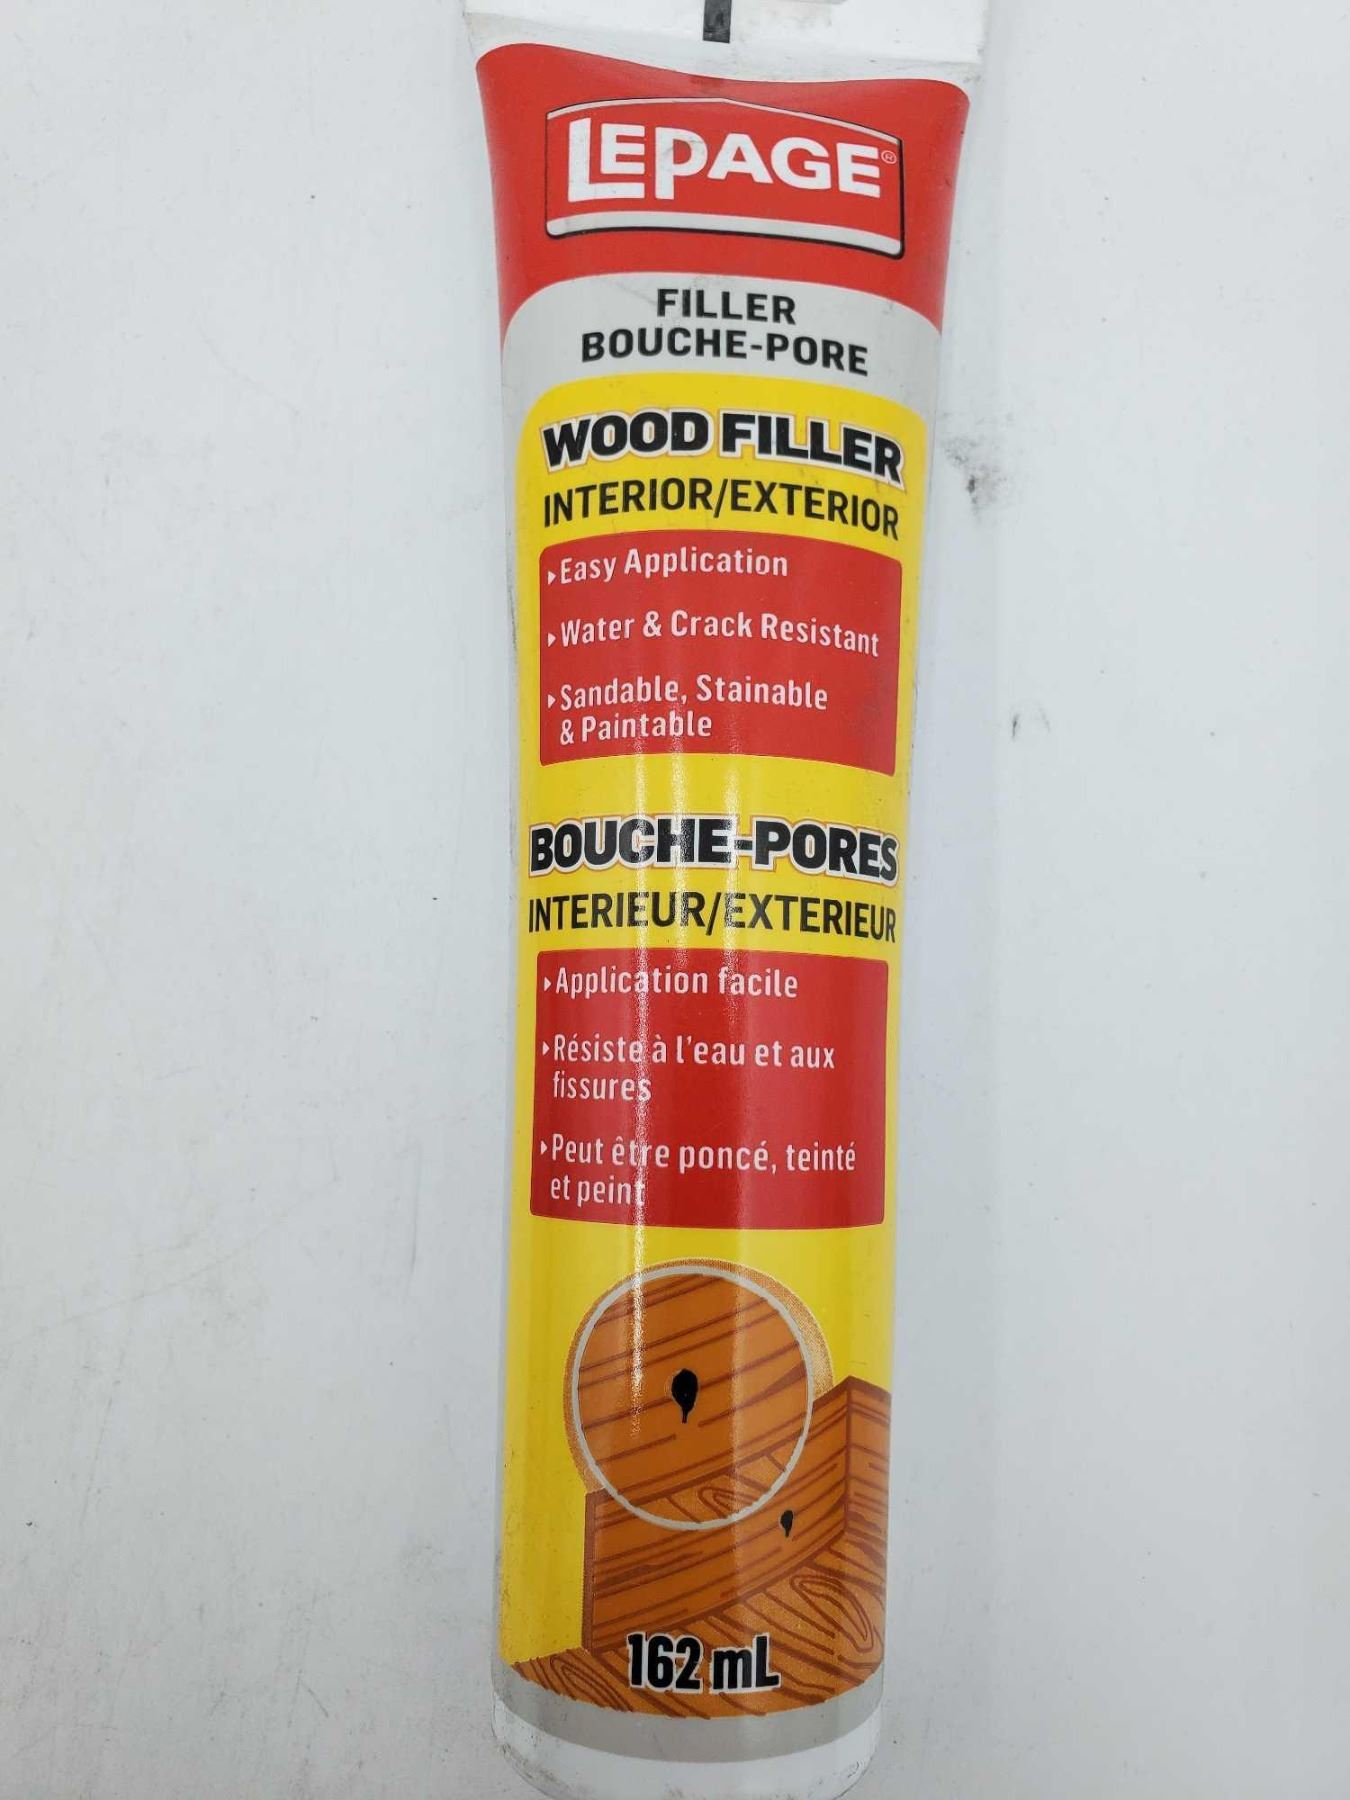 LEPAGE®
FILLER
BOUCHE-PORE
WOOD FILLER
INTERIOR/EXTERIOR
Easy Application
Water & Crack Resistant
Sandable, Stainable
& Paintable
BOUCHE-PORES
INTERIEUR/EXTERIEUR
Application facile
Résiste à l'eau et aux
fissures
Peut être poncé, teinté
et peint
162 mL